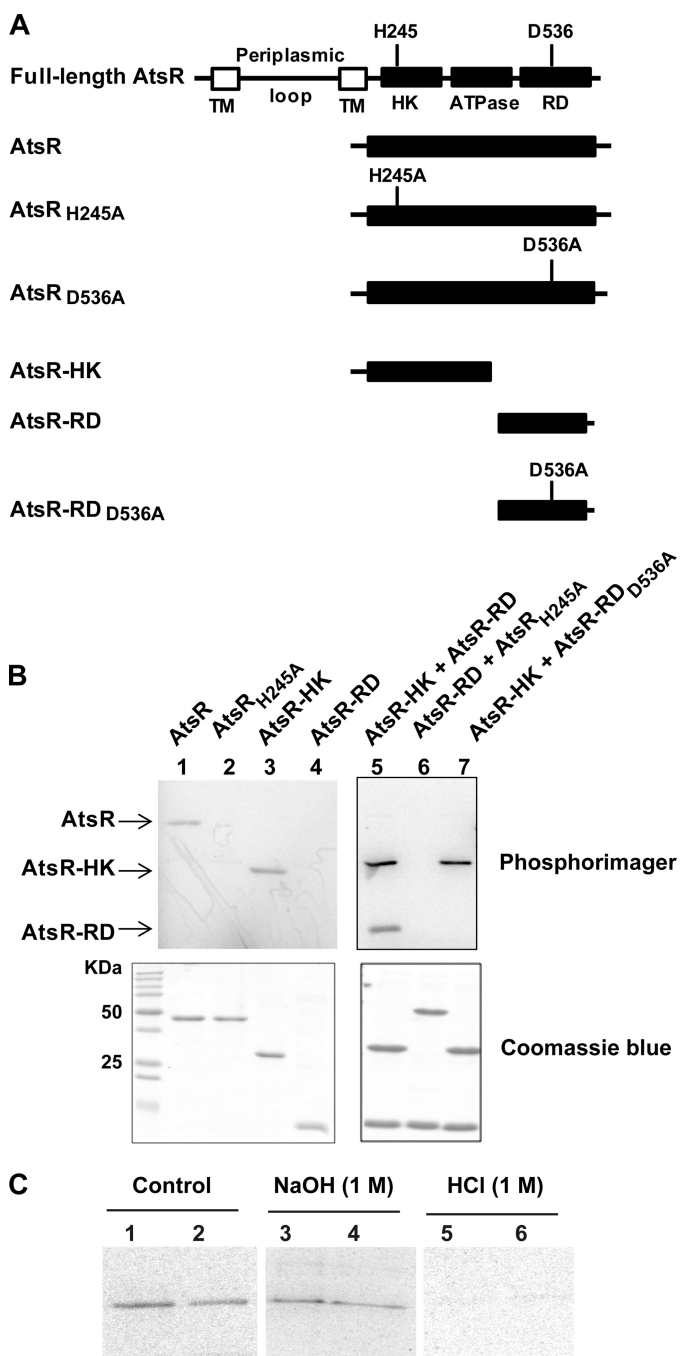 A
H245 D536
Periplasmic
Full-length AtsR
loop
TM TM HK ATPase RD
AtsR
H245A
AtsR H245A
D536A
AtsR D536A
AtsR-HK
AtsR-RD
D536A
AtsR-RD D536A
B
AtsR
AtsR H245A
AtsR-HK
AtsR-RD
AtsR-HK + AtsR-RD
AtsR-RD + AtsR H245A
AtsR-HK + AtsR-RD D536A
1 2 3 4 5 6 7
AtsR
AtsR-HK
AtsR-RD
Phosphorimager
KDa
50
25
Coomassie blue
C
Control NaOH (1 M) HCl (1 M)
1 2 3 4 5 6